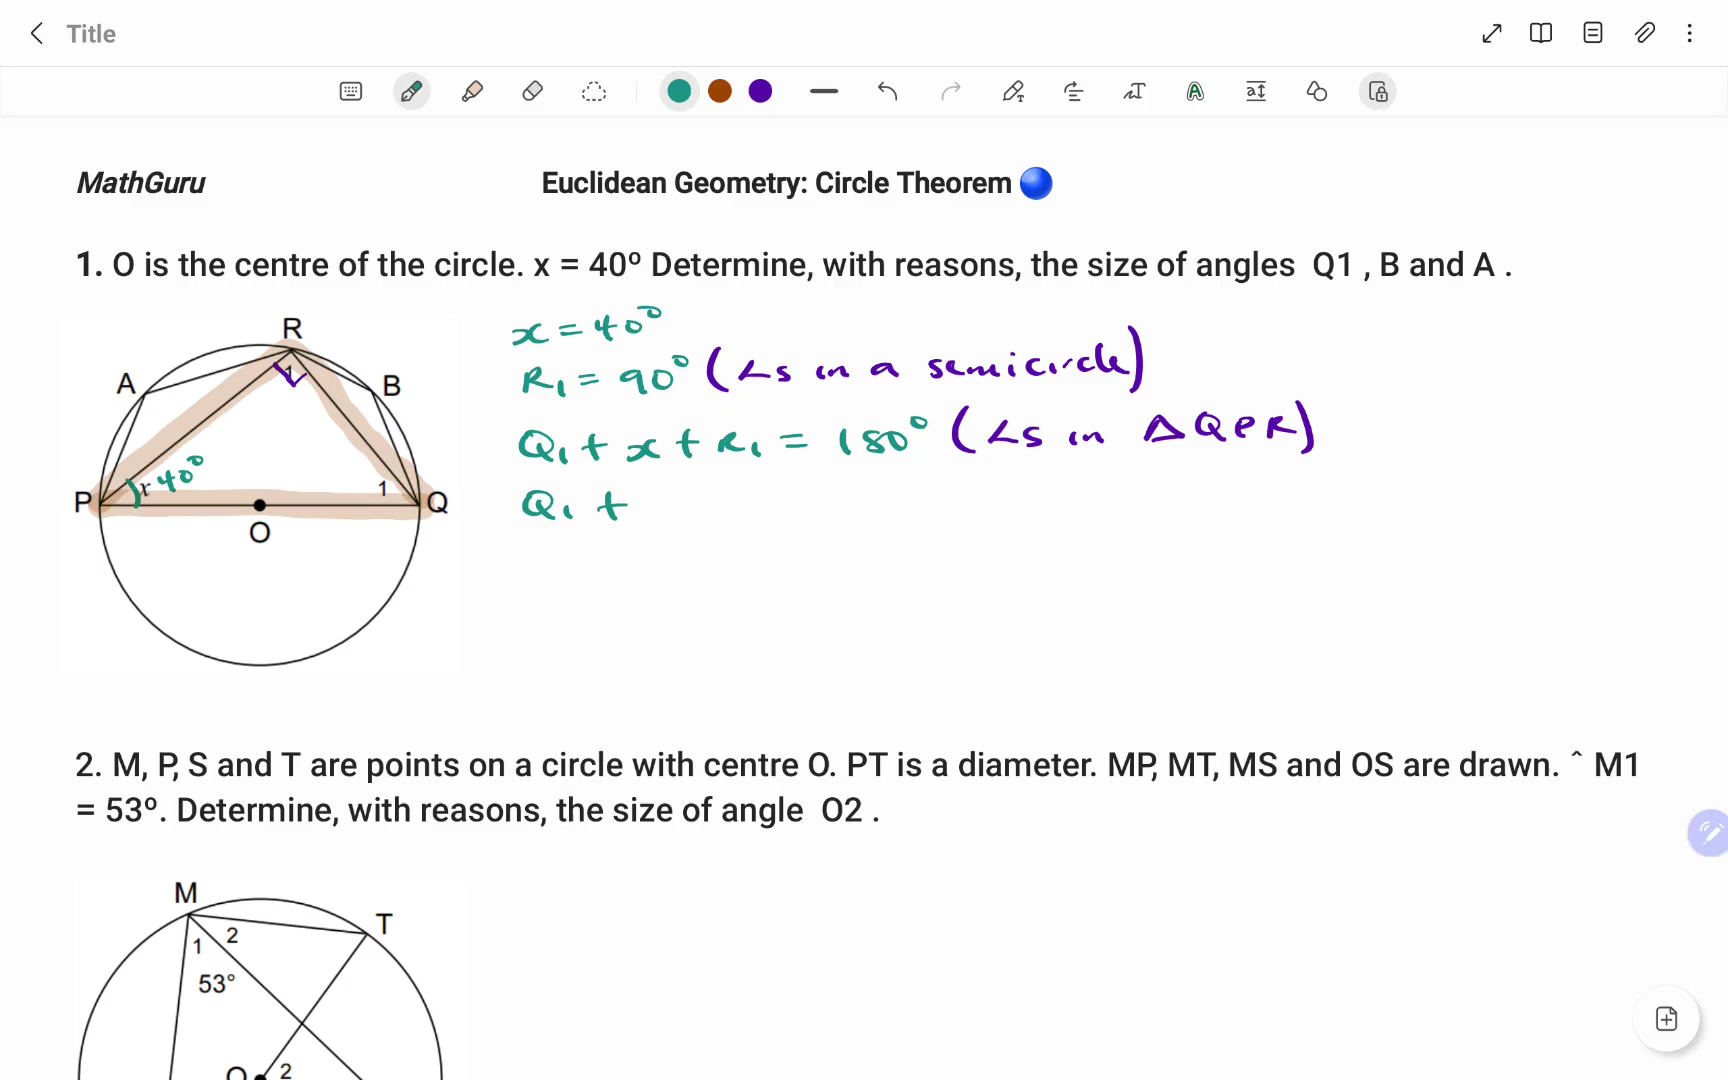 Title
MathGuru
Euclidean Geometry: Circle Theorem
1. O is the centre of the circle. x = 40º Determine, with reasons, the size of angles Q1 , B and A .
R
A
B
1
P
x 40°
1
Q
O
x = 40°
R₁ = 90° (∠s in a semicircle)
Q₁ + x + R₁ = 180° (∠s in △QPR)
Q₁ +
2. M, P, S and T are points on a circle with centre O. PT is a diameter. MP, MT, MS and OS are drawn. ˆ M1
= 53º. Determine, with reasons, the size of angle O2 .
M
T
1
2
53°
O
2